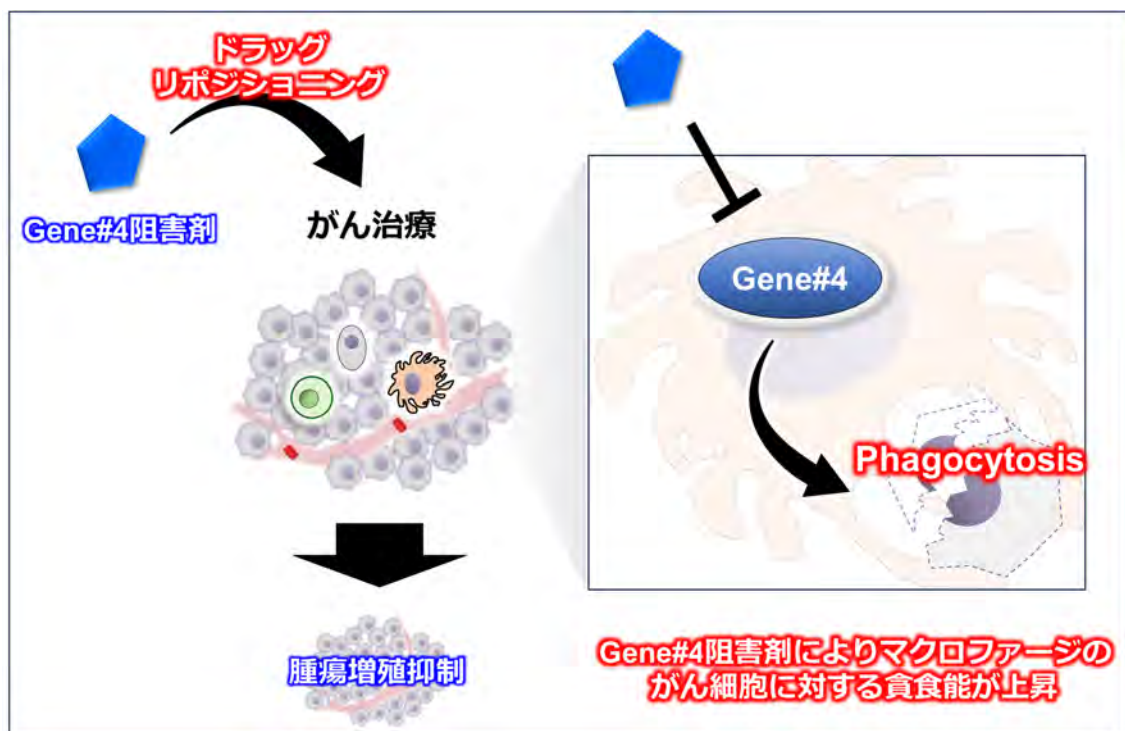 ドラッグ
リポジショニング
Gene#4阻害剤
がん治療
腫瘍増殖抑制
Gene#4
Phagocytosis
Gene#4阻害剤によりマクロファージの
がん細胞に対する貪食能が上昇